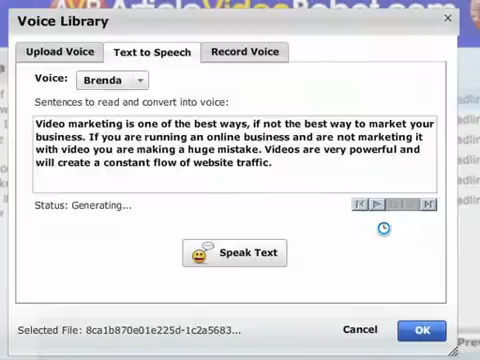 ArticleVideoRobot.com
Voice Library
Upload Voice
Text to Speech
Record Voice
Voice: Brenda
Sentences to read and convert into voice:
Video marketing is one of the best ways, if not the best way to market your
business. If you are running an online business and are not marketing it
with video you are making a huge mistake. Videos are very powerful and
will create a constant flow of website traffic.
Status: Generating...
Speak Text
Selected File: 8ca1b870e01e225d-1c2a5683...
Cancel
OK